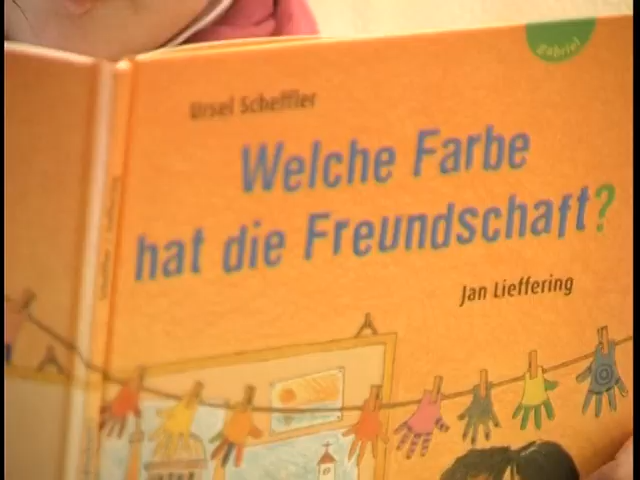 gabriel
Ursel Scheffler
Welche Farbe
hat die Freundschaft?
Jan Lieffering